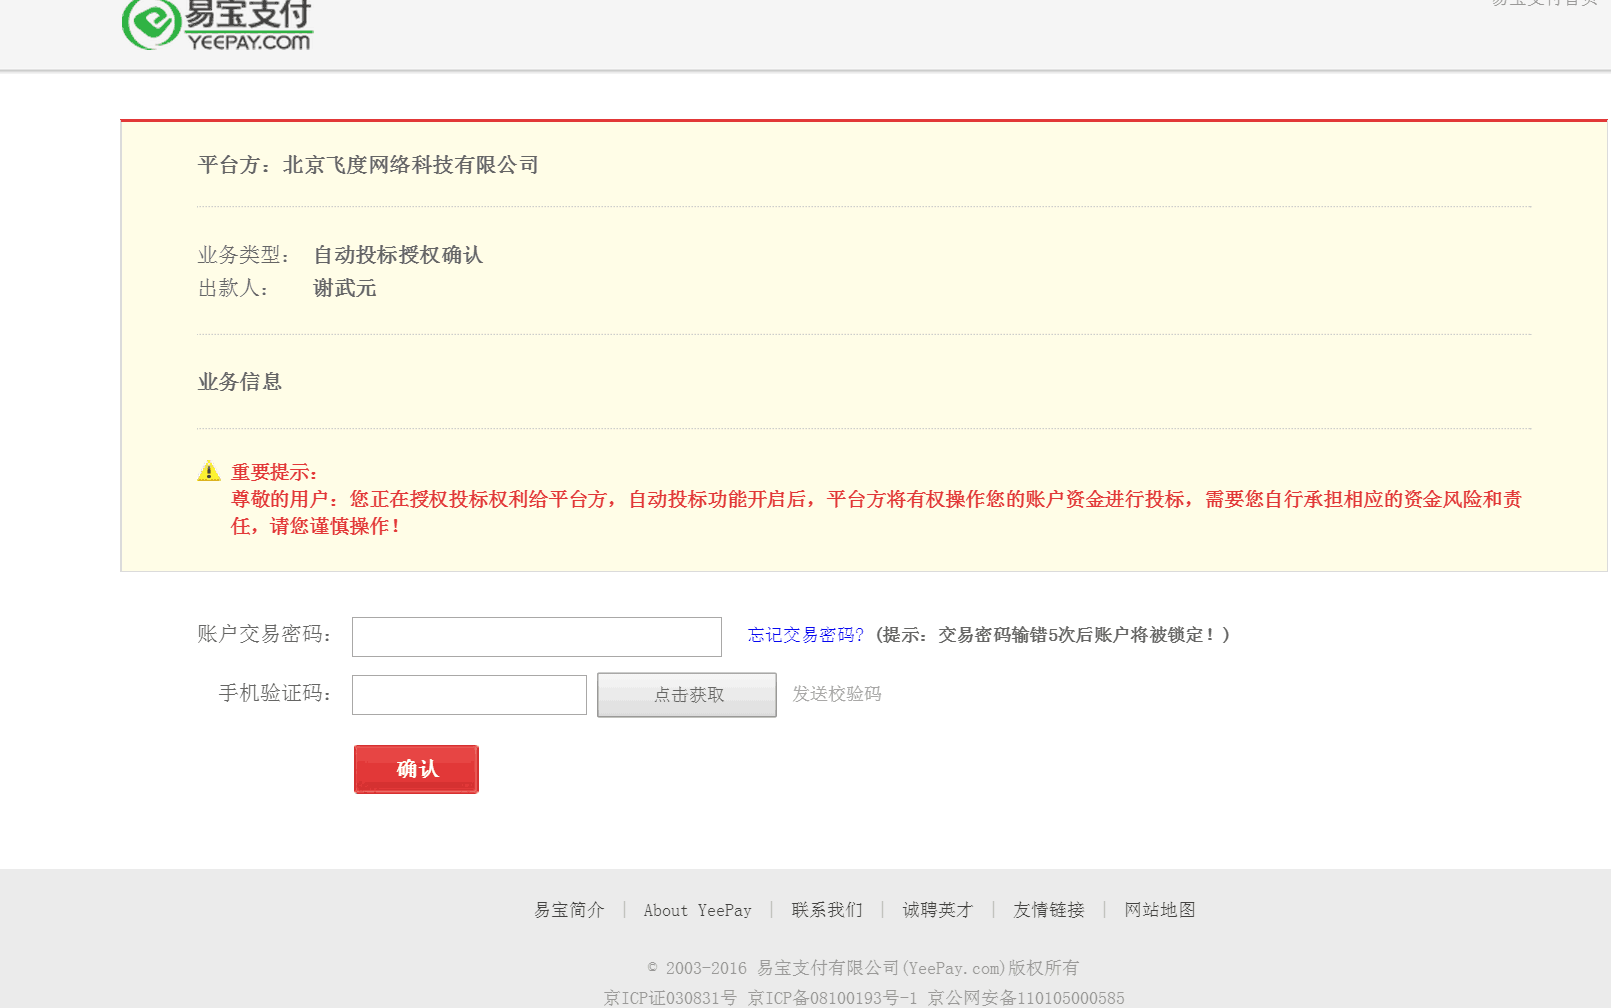 易宝支付
YEEPAY.COM
易宝支付首页
平台方：北京飞度网络科技有限公司
业务类型： 自动投标授权确认
出款人： 谢武元
业务信息
重要提示：
尊敬的用户：您正在授权投标权利给平台方，自动投标功能开启后，平台方将有权操作您的账户资金进行投标，需要您自行承担相应的资金风险和责
任，请您谨慎操作！
账户交易密码： 忘记交易密码? (提示：交易密码输错5次后账户将被锁定！)
手机验证码： 点击获取 发送校验码
确认
易宝简介 | About YeePay | 联系我们 | 诚聘英才 | 友情链接 | 网站地图
© 2003-2016 易宝支付有限公司(YeePay.com)版权所有
京ICP证030831号 京ICP备08100193号-1 京公网安备110105000585